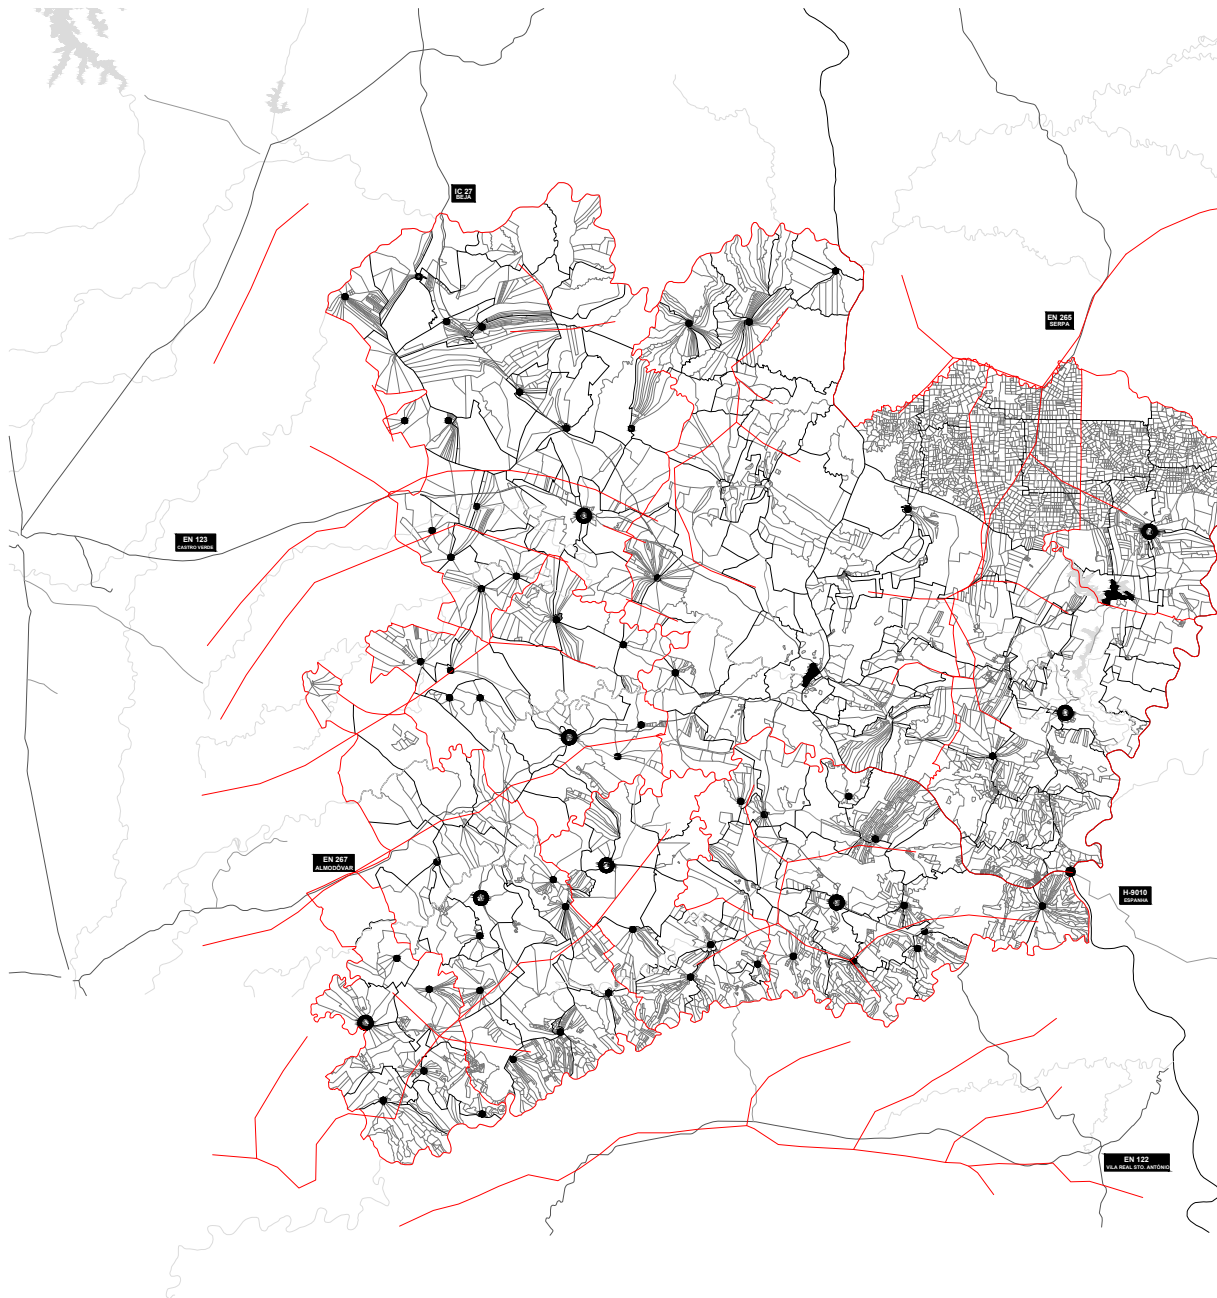 IC 27
BEJA
EN 265
SERPA
EN 123
CASTRO VERDE
EN 267
ALMODÔVAR
H-9010
ESPANHA
EN 122
VILA REAL STO. ANTÓNIO